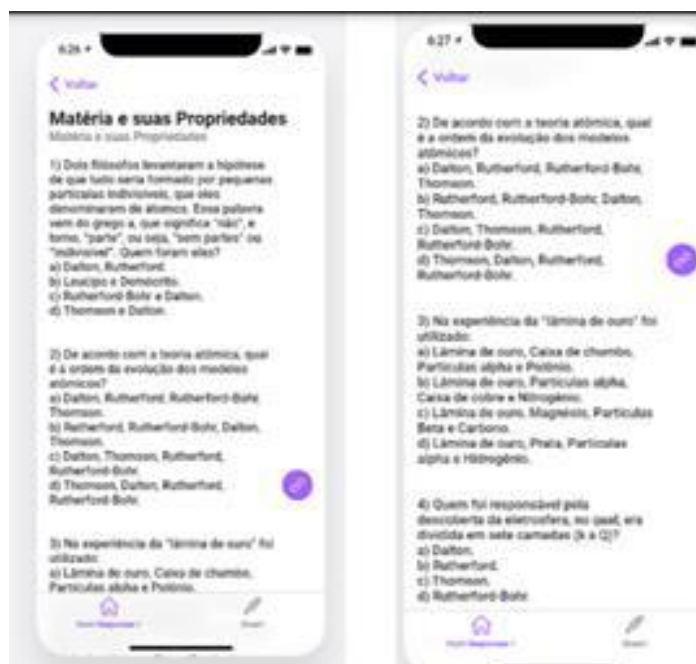 6:26
Voltar
Matéria e suas Propriedades
Matéria e suas Propriedades
1) Dois filósofos levantaram a hipótese
de que tudo seria formado por pequenas
partículas indivisíveis, que eles
denominaram de átomos. Essa palavra
vem do grego a, que significa "não", e
tomo, "parte", ou seja, "sem partes" ou
"indivisível". Quem foram eles?
a) Dalton, Rutherford.
b) Leucipo e Demócrito.
c) Rutherford-Bohr e Dalton.
d) Thomson e Dalton.
2) De acordo com a teoria atômica, qual
é a ordem da evolução dos modelos
atômicos?
a) Dalton, Rutherford, Rutherford-Bohr,
Thomson.
b) Rutherford, Rutherford-Bohr, Dalton,
Thomson.
c) Dalton, Thomson, Rutherford,
Rutherford-Bohr.
d) Thomson, Dalton, Rutherford,
Rutherford-Bohr.
3) Na experiência da "lâmina de ouro" foi
utilizado:
a) Lâmina de ouro, Caixa de chumbo,
Partículas alpha e Polônio.
6:27
Voltar
2) De acordo com a teoria atômica, qual
é a ordem da evolução dos modelos
atômicos?
a) Dalton, Rutherford, Rutherford-Bohr,
Thomson.
b) Rutherford, Rutherford-Bohr, Dalton,
Thomson.
c) Dalton, Thomson, Rutherford,
Rutherford-Bohr.
d) Thomson, Dalton, Rutherford,
Rutherford-Bohr.
3) Na experiência da "lâmina de ouro" foi
utilizado:
a) Lâmina de ouro, Caixa de chumbo,
Partículas alpha e Polônio.
b) Lâmina de ouro, Partículas alpha,
Caixa de cobre e Nitrogênio.
c) Lâmina de ouro, Magnésio, Partículas
Beta e Carbono.
d) Lâmina de ouro, Prata, Partículas
alpha e Hidrogênio.
4) Quem foi responsável pela
descoberta da eletrosfera, no qual, era
dividida em sete camadas (k a Q)?
a) Dalton.
b) Rutherford.
c) Thomson.
d) Rutherford-Bohr.